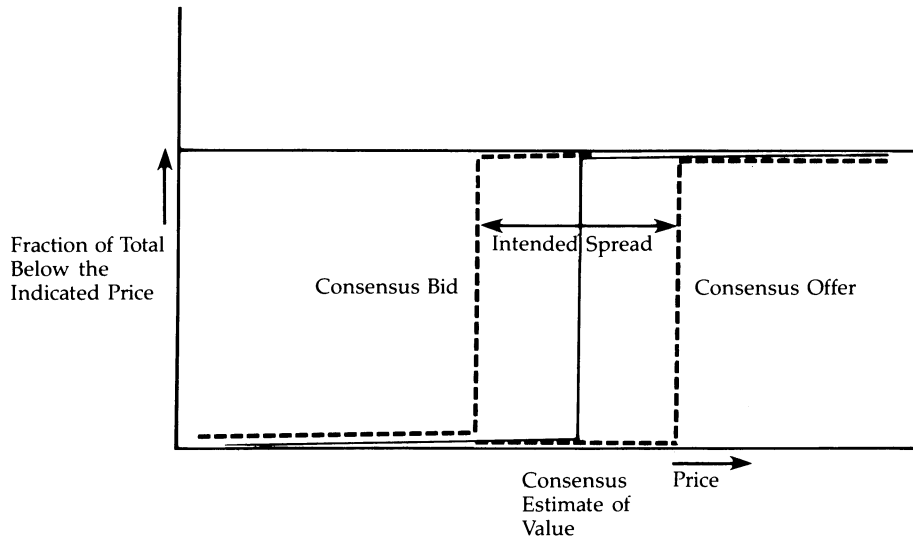 Fraction of Total
Below the
Indicated Price
Intended Spread
Consensus Bid
Consensus Offer
Consensus
Estimate of
Value
Price